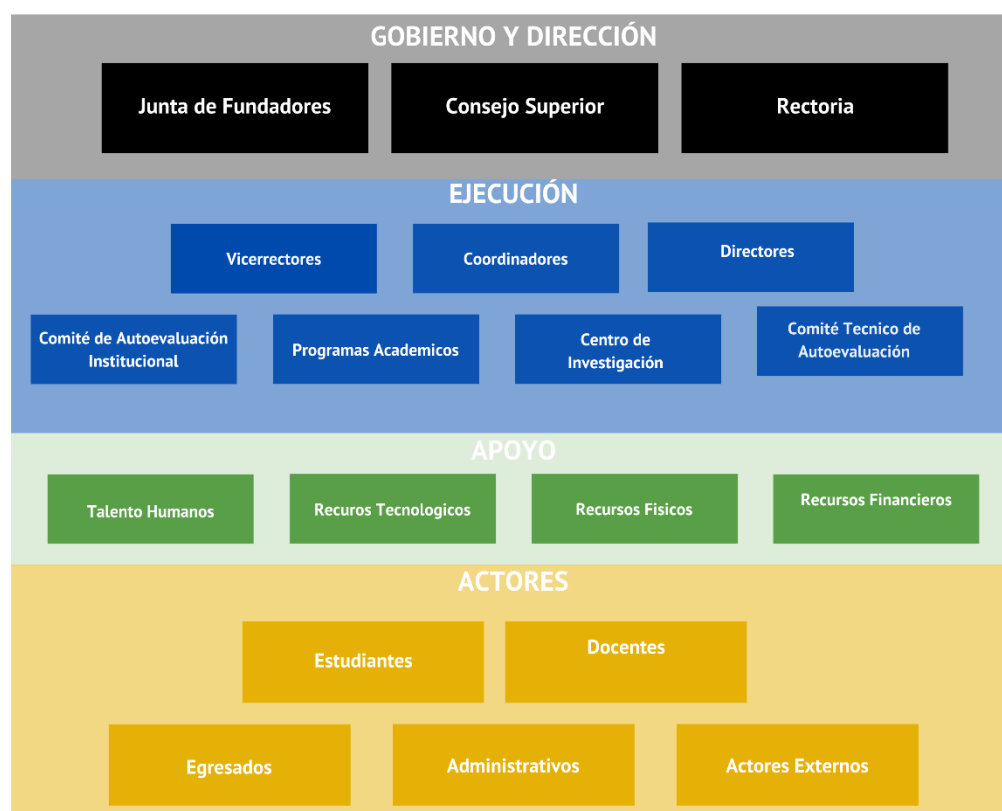 GOBIERNO Y DIRECCIÓN
Junta de Fundadores
Consejo Superior
Rectoria
EJECUCIÓN
Vicerrectores
Coordinadores
Directores
Comité de Autoevaluación
Institucional
Programas Academicos
Centro de
Investigación
Comité Tecnico de
Autoevaluación
APOYO
Talento Humanos
Recuros Tecnologicos
Recursos Fisicos
Recursos Financieros
ACTORES
Estudiantes
Docentes
Egresados
Administrativos
Actores Externos